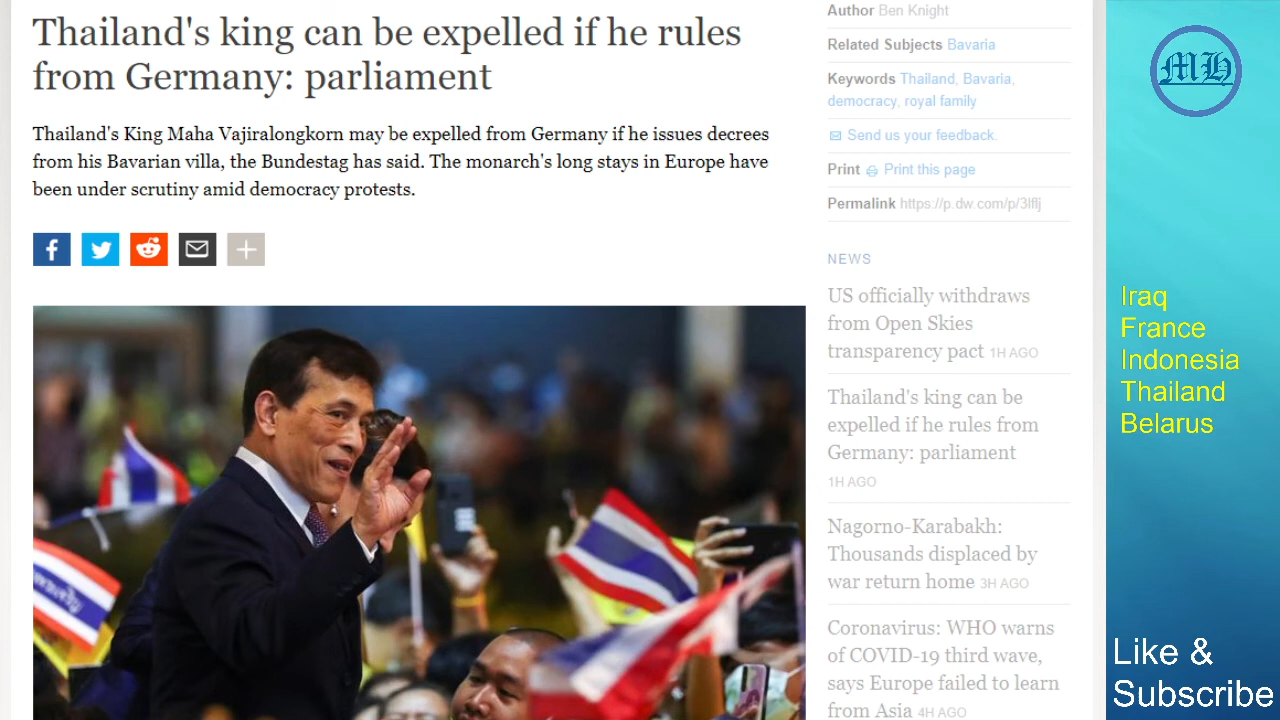 Thailand's king can be expelled if he rules
from Germany: parliament
Thailand's King Maha Vajiralongkorn may be expelled from Germany if he issues decrees
from his Bavarian villa, the Bundestag has said. The monarch's long stays in Europe have
been under scrutiny amid democracy protests.
Author Ben Knight
Related Subjects Bavaria
Keywords Thailand, Bavaria,
democracy, royal family
Send us your feedback.
Print Print this page
Permalink https://p.dw.com/p/3lflj
NEWS
US officially withdraws
from Open Skies
transparency pact 1H AGO
Thailand's king can be
expelled if he rules from
Germany: parliament
1H AGO
Nagorno-Karabakh:
Thousands displaced by
war return home 3H AGO
Coronavirus: WHO warns
of COVID-19 third wave,
says Europe failed to learn
from Asia 4H AGO
MH
Iraq
France
Indonesia
Thailand
Belarus
Like &
Subscribe